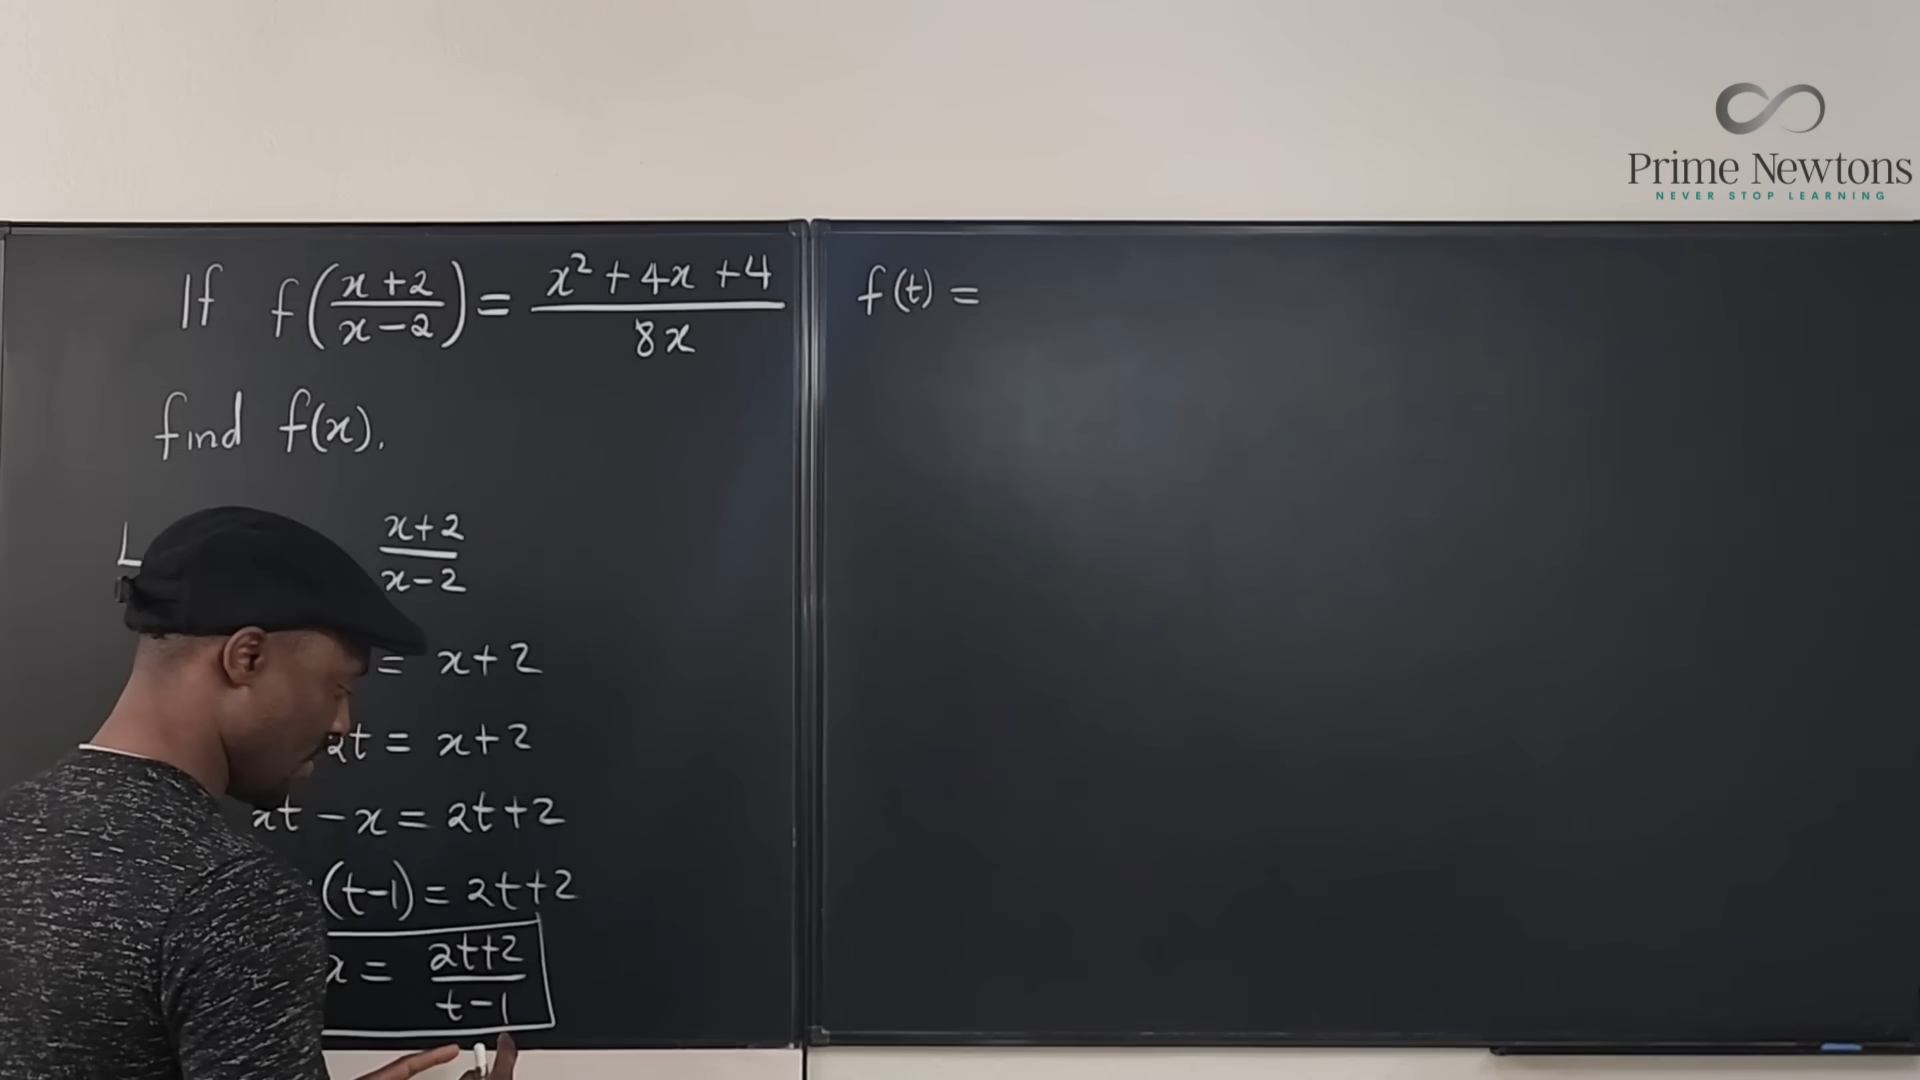 If f((x+2)/(x-2)) = (x²+4x+4)/(8x)
find f(x).
L (x+2)/(x-2)
= x+2
2t = x+2
xt - x = 2t+2
(t-1) = 2t+2
x = (2t+2)/(t-1)
f(t) =
Prime Newtons
NEVER STOP LEARNING